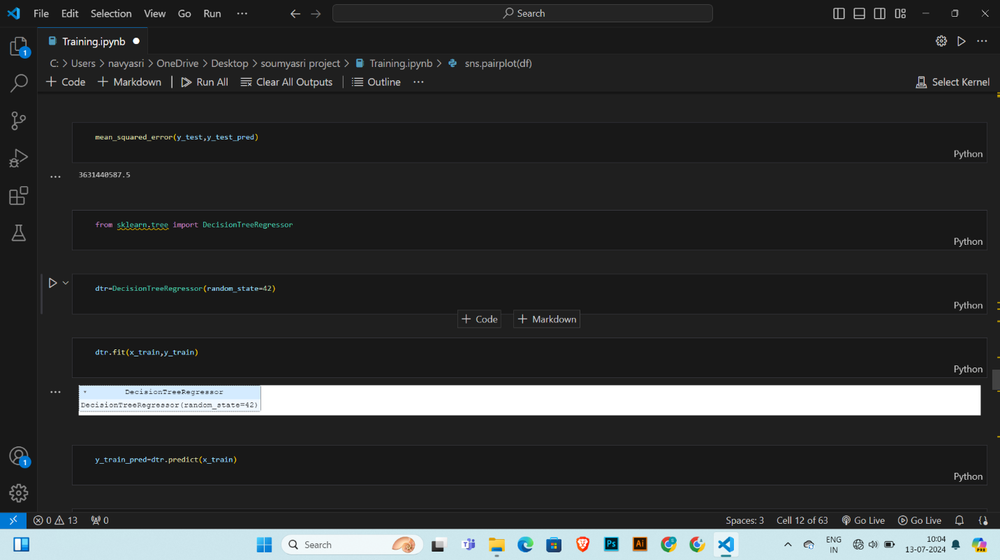 File Edit Selection View Go Run ... Search
Training.ipynb
C: > Users > navyasri > OneDrive > Desktop > soumyasri project > Training.ipynb > sns.pairplot(df)
+ Code + Markdown | Run All Clear All Outputs | Outline ... Select Kernel
mean_squared_error(y_test,y_test_pred)
Python
... 3631440587.5
from sklearn.tree import DecisionTreeRegressor
Python
dtr=DecisionTreeRegressor(random_state=42)
Python
+ Code + Markdown
dtr.fit(x_train,y_train)
Python
... DecisionTreeRegressor
DecisionTreeRegressor(random_state=42)
y_train_pred=dtr.predict(x_train)
Python
1
1
0 13 0 Spaces: 3 Cell 12 of 63 Go Live Go Live
Search Ps Ai S ENG IN 10:04 13-07-2024 PRE